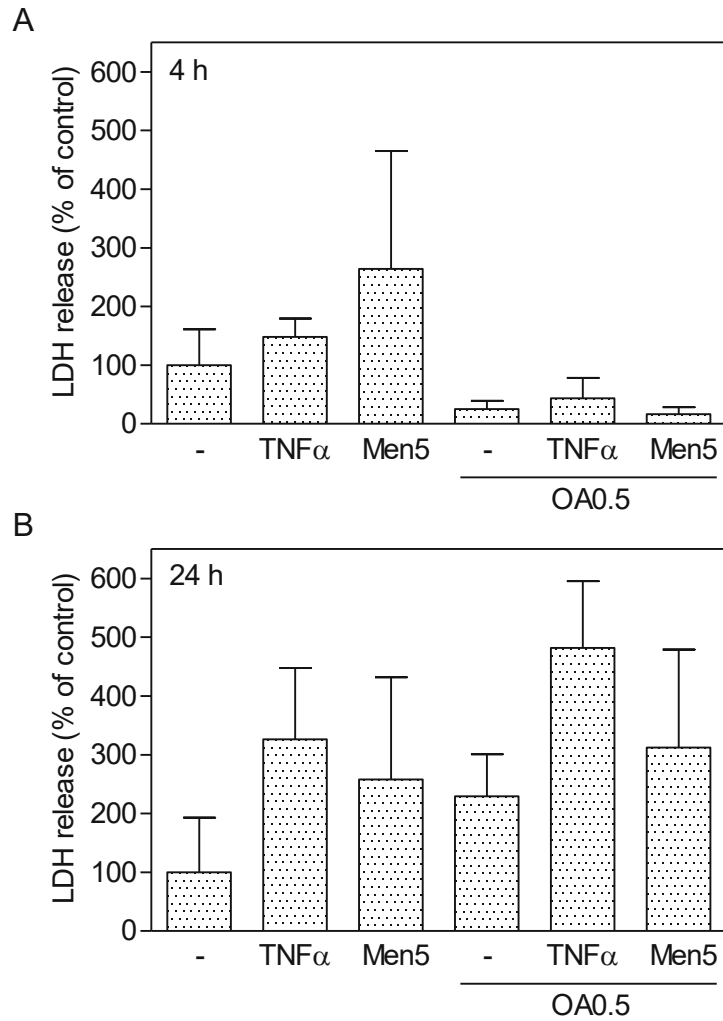 A
LDH release (% of control)
4 h
600
500
400
300
200
100
0
- TNFα Men5 - TNFα Men5
OA0.5
B
LDH release (% of control)
24 h
600
500
400
300
200
100
0
- TNFα Men5 - TNFα Men5
OA0.5